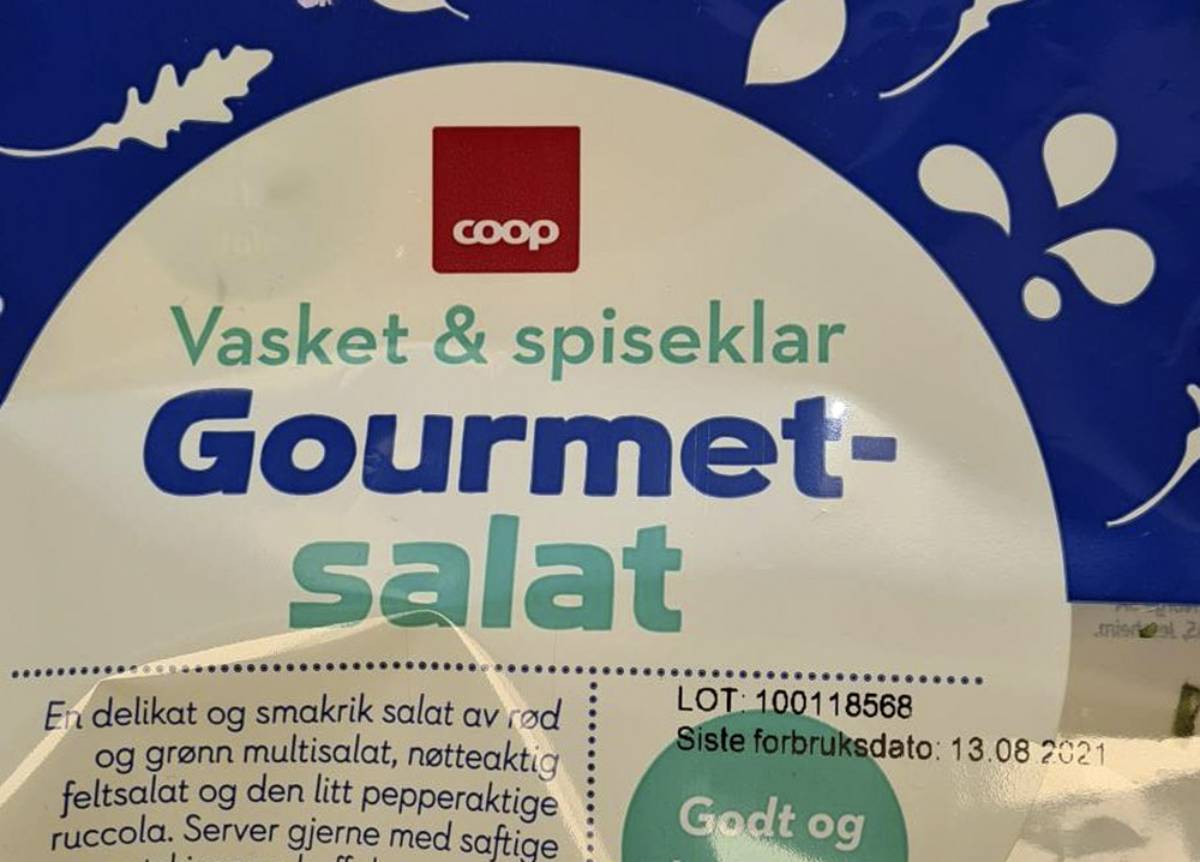 coop
Vasket & spiseklar
Gourmet-
salat
En delikat og smakrik salat av rød
og grønn multisalat, nøtteaktig
feltsalat og den litt pepperaktige
ruccola. Server gjerne med saftige
LOT: 100118568
Siste forbruksdato: 13.08.2021
Godt og